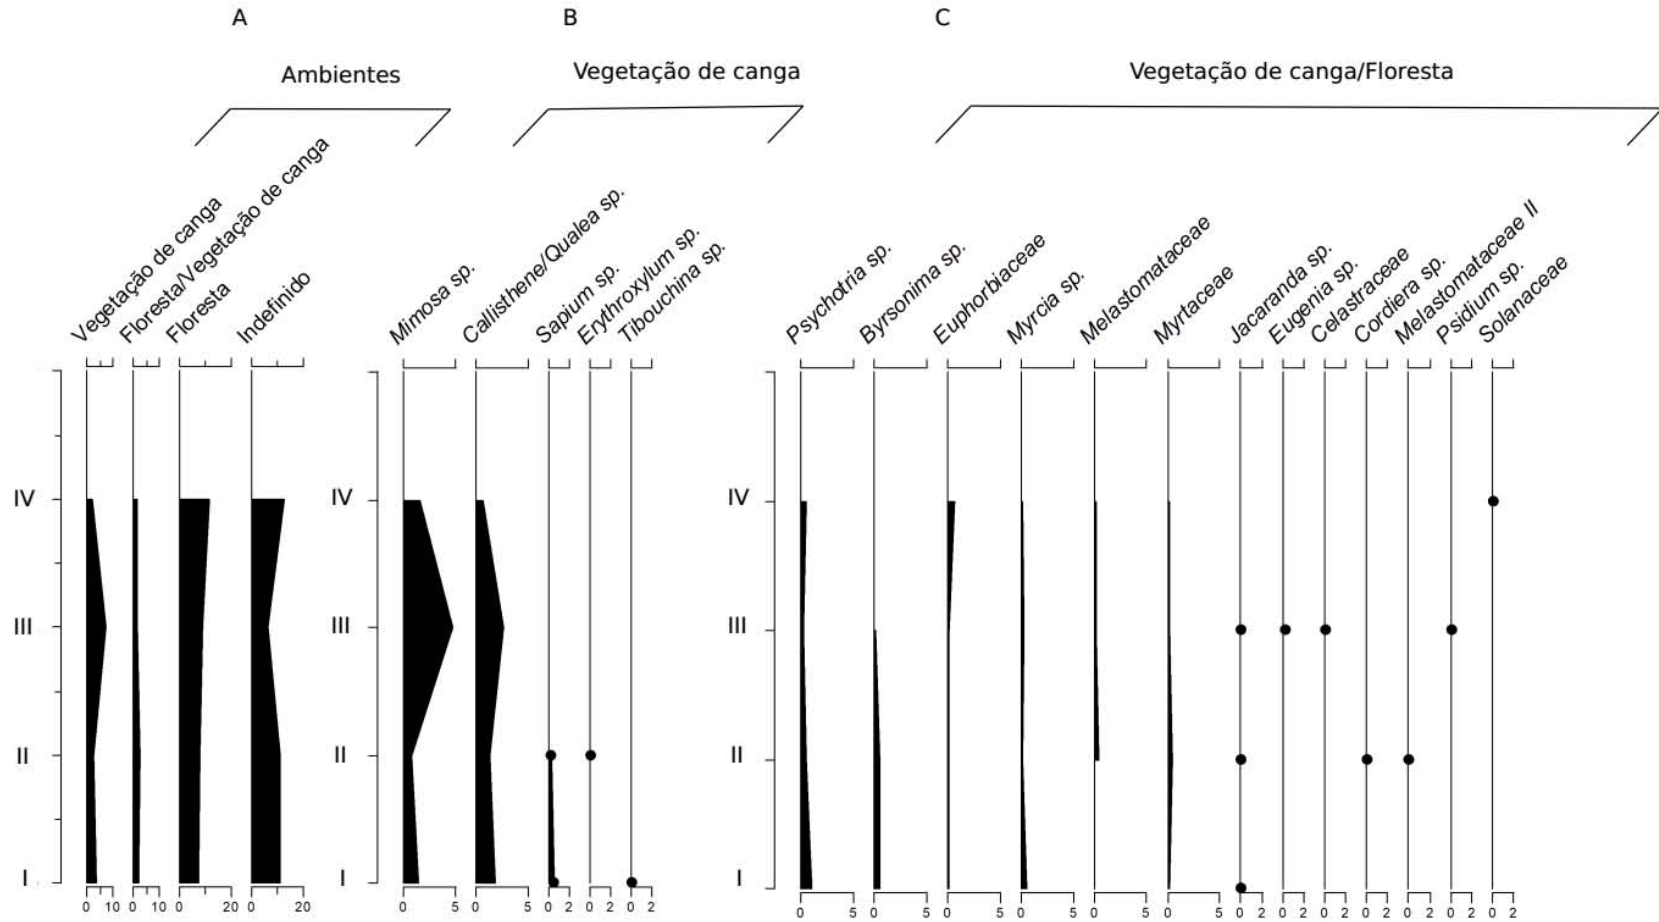 A B C
Ambientes Vegetação de canga Vegetação de canga/Floresta
Vegetação de canga
Floresta/Vegetação de canga
Floresta
Indefinido
Mimosa sp.
Callisthene/Qualea sp.
Sapium sp.
Erythroxylum sp.
Tibouchina sp.
Psychotria sp.
Byrsonima sp.
Euphorbiaceae
Myrcia sp.
Melastomataceae
Myrtaceae
Jacaranda sp.
Eugenia sp.
Celastraceae
Cordiera sp.
Melastomataceae II
Psidium sp.
Solanaceae
IV IV IV
III III III
II II II
I I I
0 10 0 10 0 20 0 20 0 5 0 5 0 2 0 2 0 2 0 5 0 5 0 5 0 5 0 5 0 5 0 2 0 2 0 2 0 2 0 2 0 2 0 2